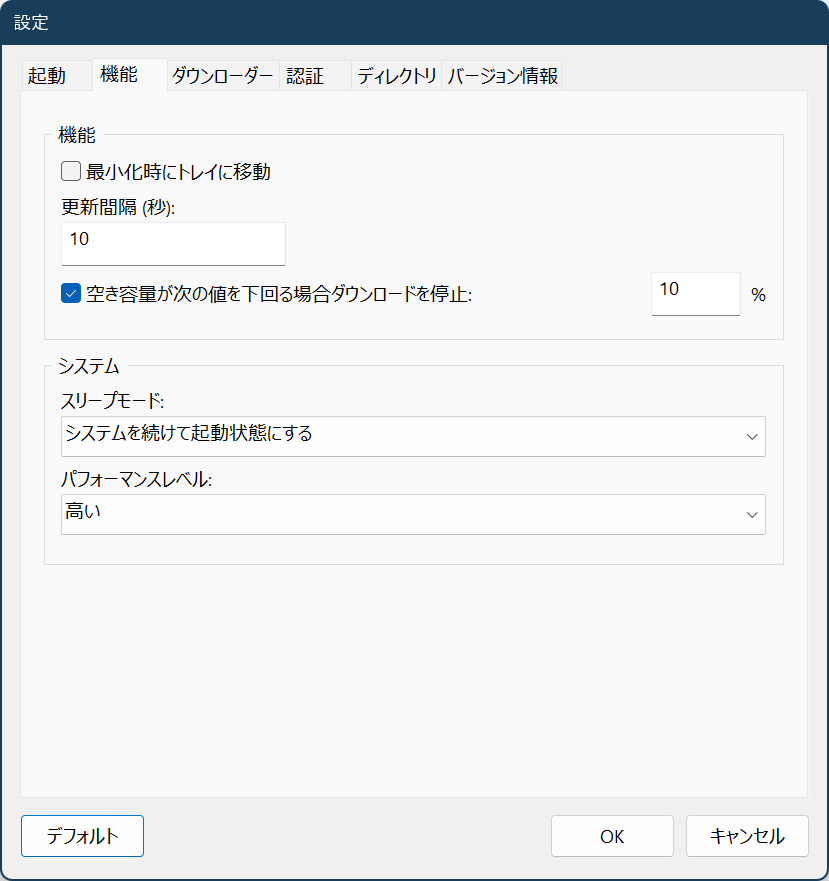 設定
起動 機能 ダウンローダー 認証 ディレクトリ バージョン情報
機能
最小化時にトレイに移動
更新間隔 (秒):
10
空き容量が次の値を下回る場合ダウンロードを停止: 10 %
システム
スリープモード:
システムを続けて起動状態にする
パフォーマンスレベル:
高い
デフォルト OK キャンセル